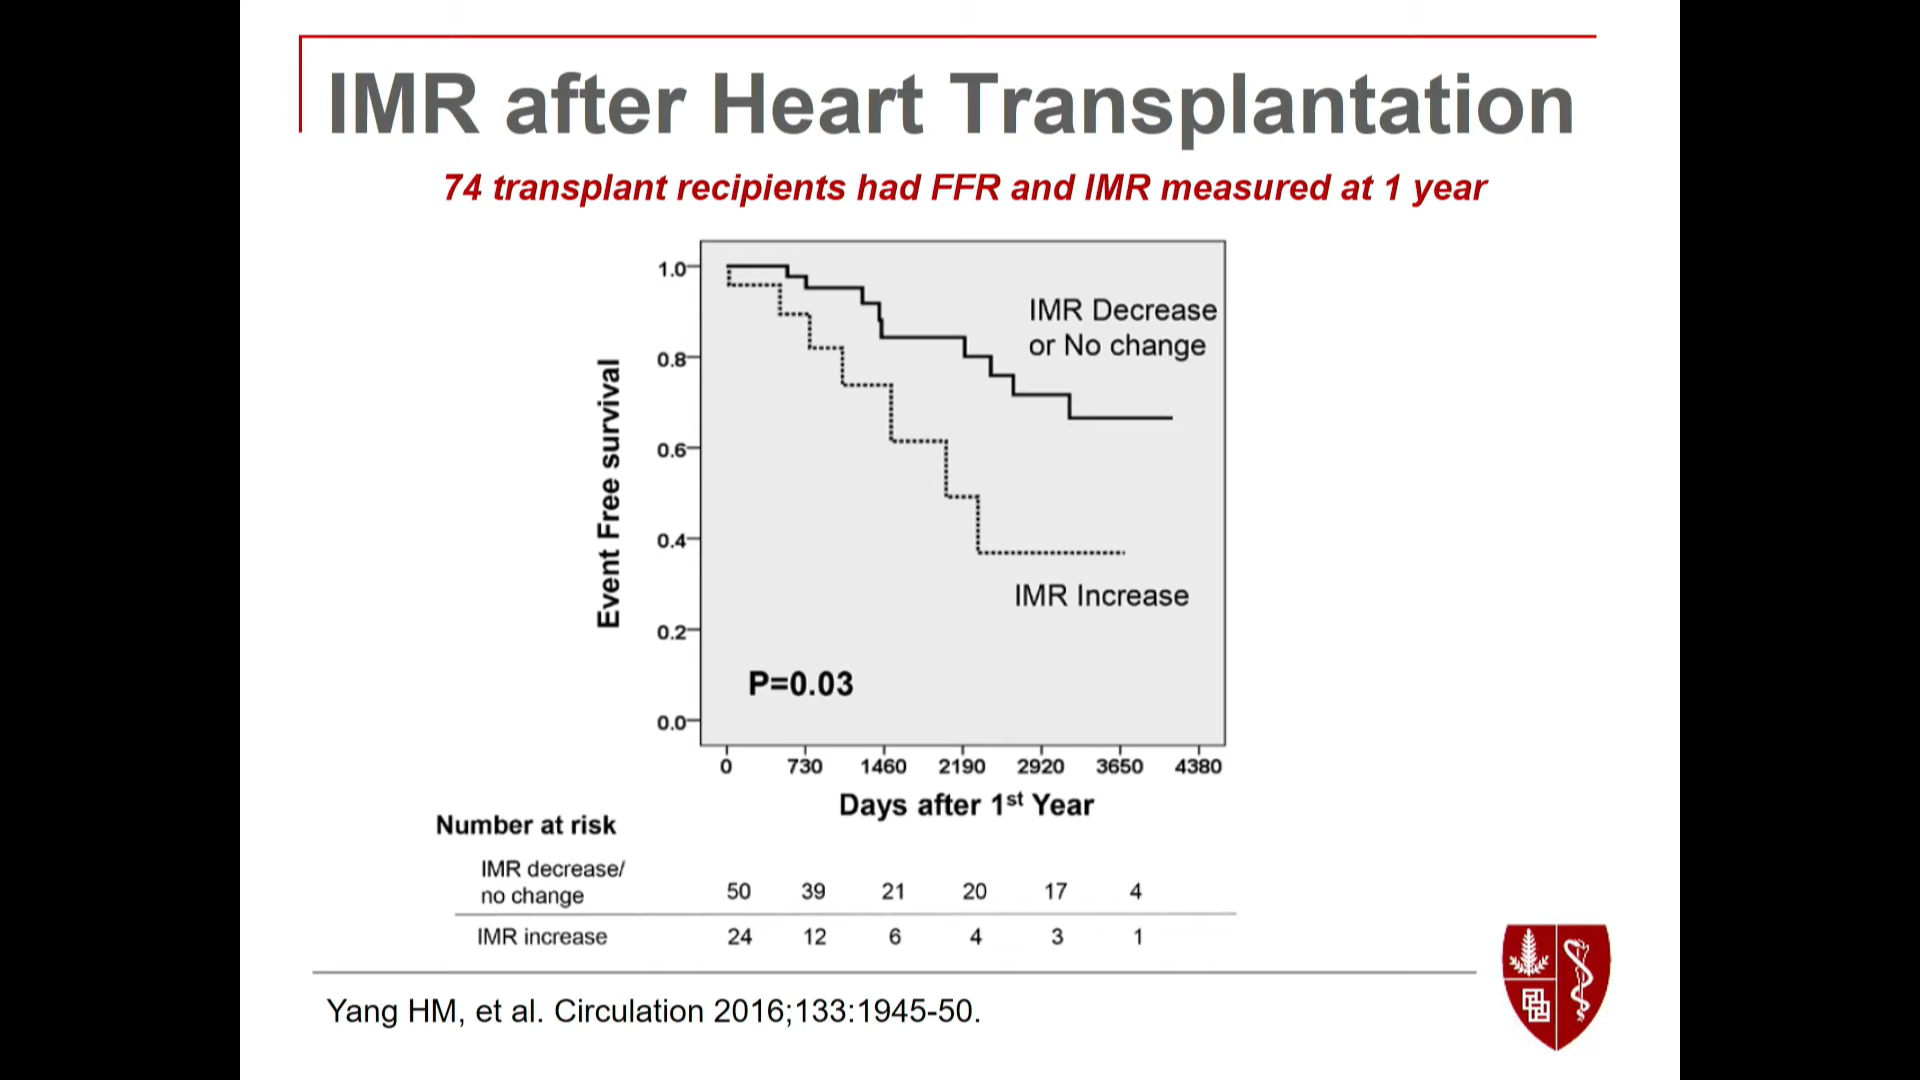 IMR after Heart Transplantation
74 transplant recipients had FFR and IMR measured at 1 year
Event Free survival
1.0
0.8
0.6
0.4
0.2
0.0
IMR Decrease
or No change
IMR Increase
P=0.03
0 730 1460 2190 2920 3650 4380
Days after 1st Year
Number at risk
IMR decrease/
no change 50 39 21 20 17 4
IMR increase 24 12 6 4 3 1
Yang HM, et al. Circulation 2016;133:1945-50.